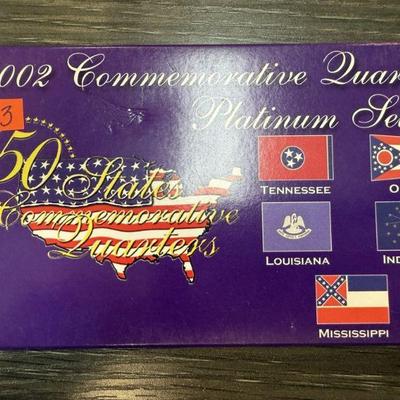 002 Commemorative Quar
Platinum Se
3
50 States
Commemorative
Quarters
TENNESSEE
O
LOUISIANA
IND
MISSISSIPPI